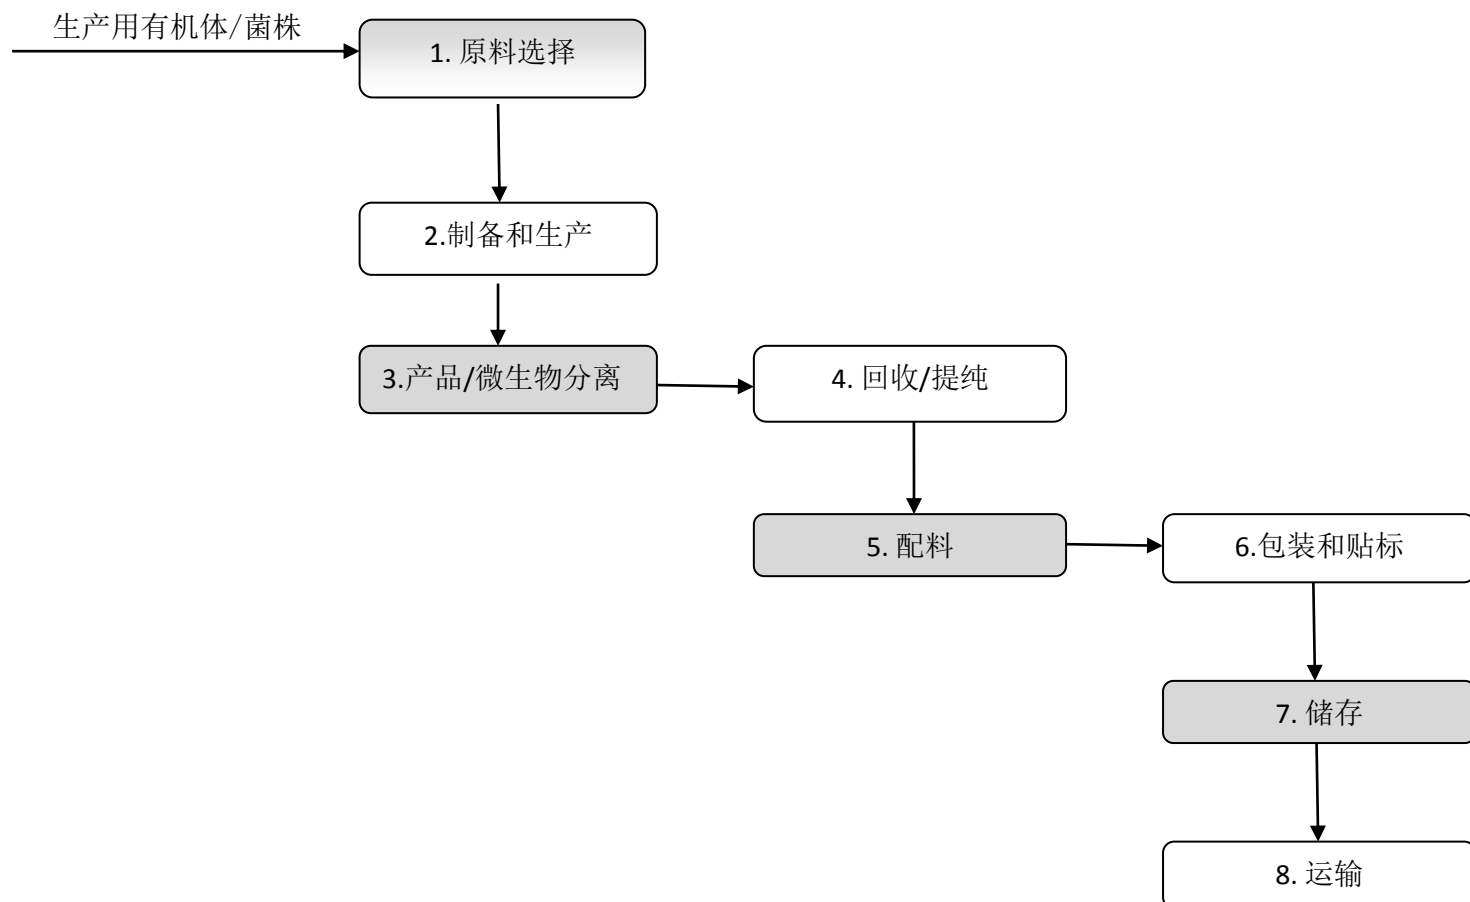 生产用有机体/菌株
1. 原料选择
2.制备和生产
3.产品/微生物分离
4. 回收/提纯
5. 配料
6.包装和贴标
7. 储存
8. 运输